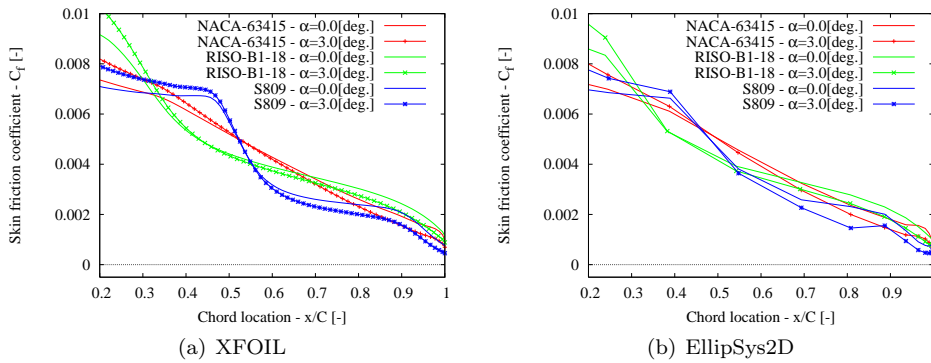 Skin friction coefficient - Cf [-]
0.01
0.008
0.006
0.004
0.002
0
NACA-63415 - α=0.0[deg.]
NACA-63415 - α=3.0[deg.]
RISO-B1-18 - α=0.0[deg.]
RISO-B1-18 - α=3.0[deg.]
S809 - α=0.0[deg.]
S809 - α=3.0[deg.]
0.2 0.3 0.4 0.5 0.6 0.7 0.8 0.9 1
Chord location - x/C [-]
(a) XFOIL
Skin friction coefficient - Cf [-]
0.01
0.008
0.006
0.004
0.002
0
NACA-63415 - α=0.0[deg.]
NACA-63415 - α=3.0[deg.]
RISO-B1-18 - α=0.0[deg.]
RISO-B1-18 - α=3.0[deg.]
S809 - α=0.0[deg.]
S809 - α=3.0[deg.]
0.2 0.3 0.4 0.5 0.6 0.7 0.8 0.9
Chord location - x/C [-]
(b) EllipSys2D